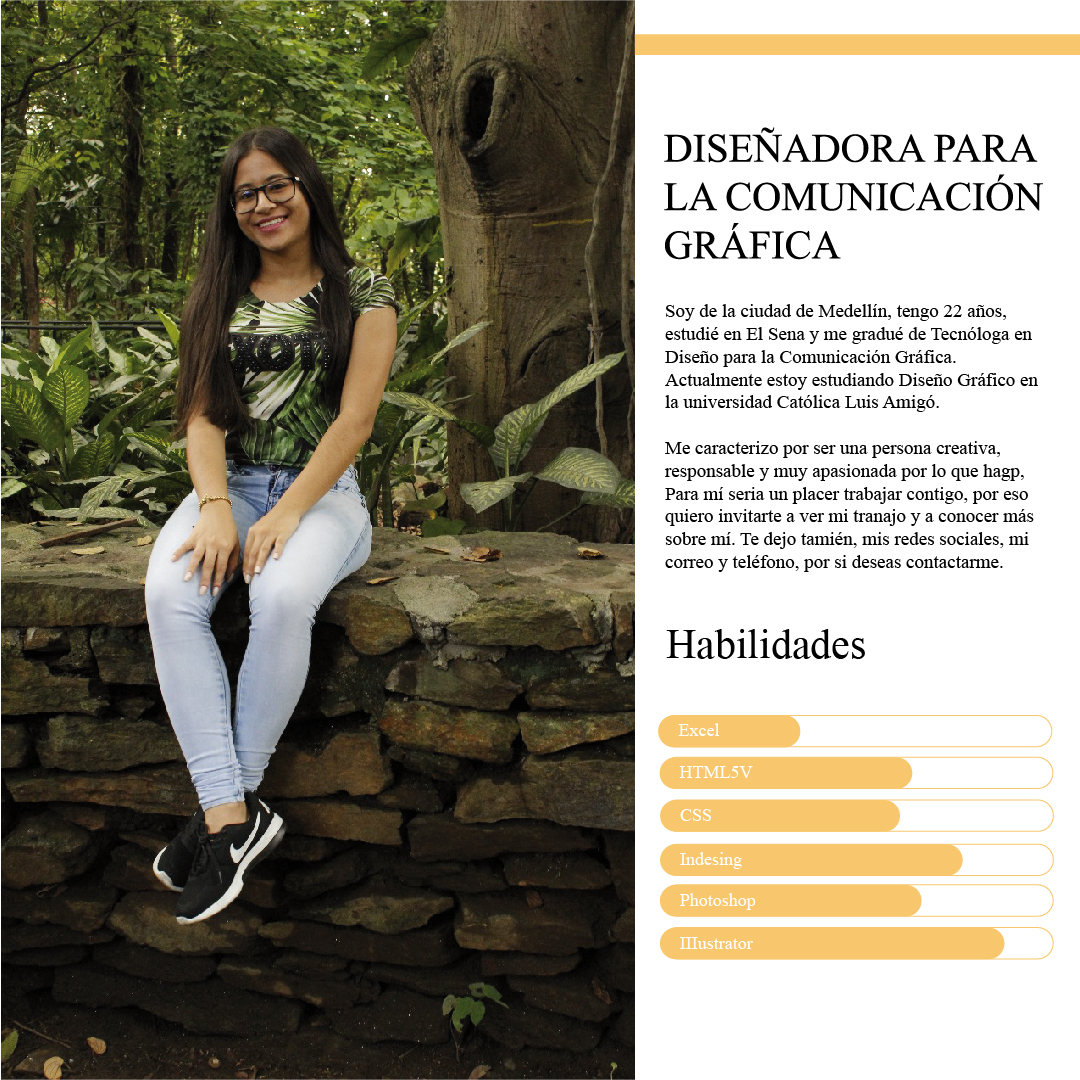 DISEÑADORA PARA
LA COMUNICACIÓN
GRÁFICA
Soy de la ciudad de Medellín, tengo 22 años,
estudié en El Sena y me gradué de Tecnóloga en
Diseño para la Comunicación Gráfica.
Actualmente estoy estudiando Diseño Gráfico en
la universidad Católica Luis Amigó.
Me caracterizo por ser una persona creativa,
responsable y muy apasionada por lo que hagp,
Para mí seria un placer trabajar contigo, por eso
quiero invitarte a ver mi tranajo y a conocer más
sobre mí. Te dejo tamién, mis redes sociales, mi
correo y teléfono, por si deseas contactarme.
Habilidades
Excel
HTML5V
CSS
Indesing
Photoshop
IIIustrator